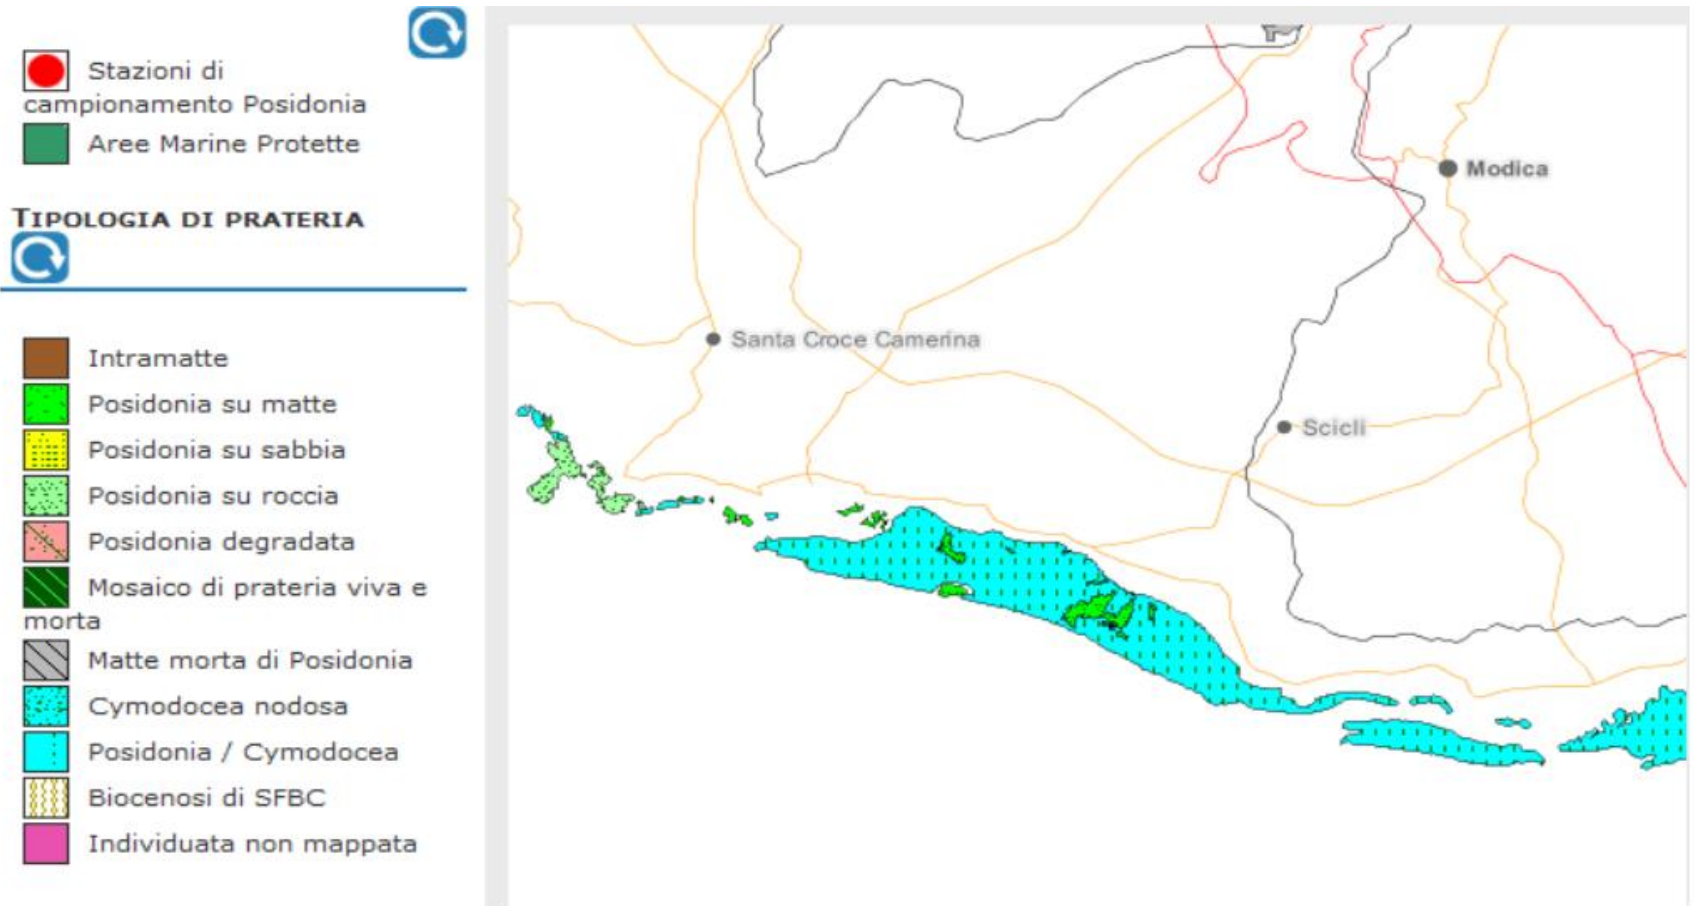 Stazioni di
campionamento Posidonia
Aree Marine Protette
TIPOLOGIA DI PRATERIA
Intramatte
Posidonia su matte
Posidonia su sabbia
Posidonia su roccia
Posidonia degradata
Mosaico di prateria viva e
morta
Matte morta di Posidonia
Cymodocea nodosa
Posidonia / Cymodocea
Biocenosi di SFBC
Individuata non mappata
Modica
Santa Croce Camerina
Scicli